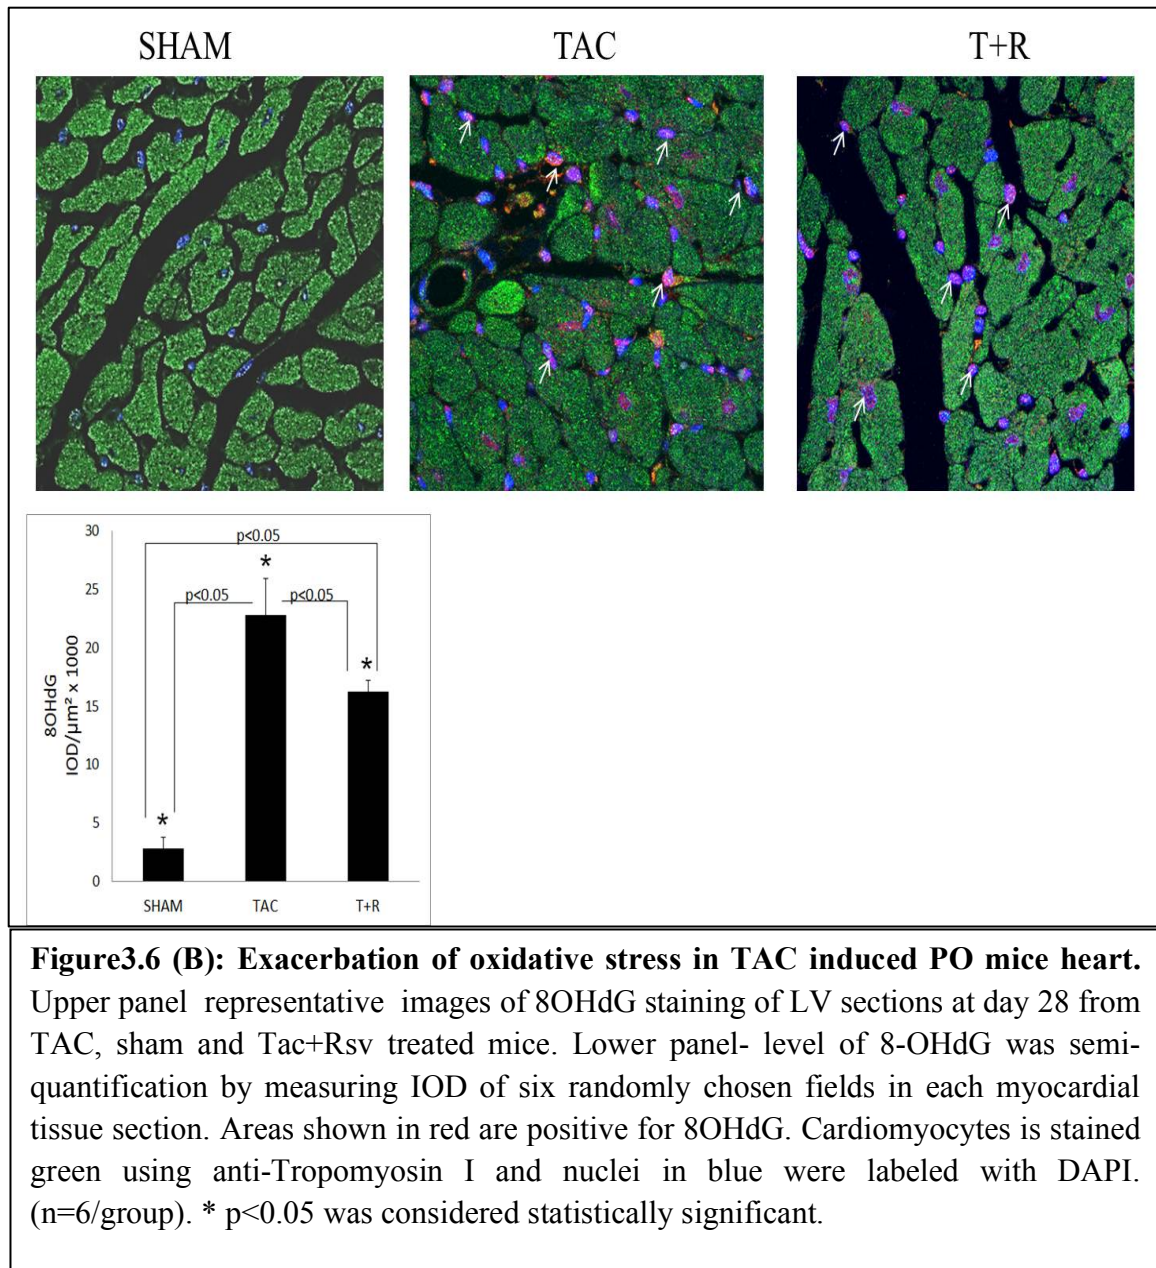 SHAM TAC T+R
30
p<0.05
*
25
p<0.05 p<0.05
20
*
15
10
5
*
0
8OHdG
IOD/µm² x 1000
SHAM TAC T+R
Figure3.6 (B): Exacerbation of oxidative stress in TAC induced PO mice heart.
Upper panel representative images of 8OHdG staining of LV sections at day 28 from
TAC, sham and Tac+Rsv treated mice. Lower panel- level of 8-OHdG was semi-
quantification by measuring IOD of six randomly chosen fields in each myocardial
tissue section. Areas shown in red are positive for 8OHdG. Cardiomyocytes is stained
green using anti-Tropomyosin I and nuclei in blue were labeled with DAPI.
(n=6/group). * p<0.05 was considered statistically significant.